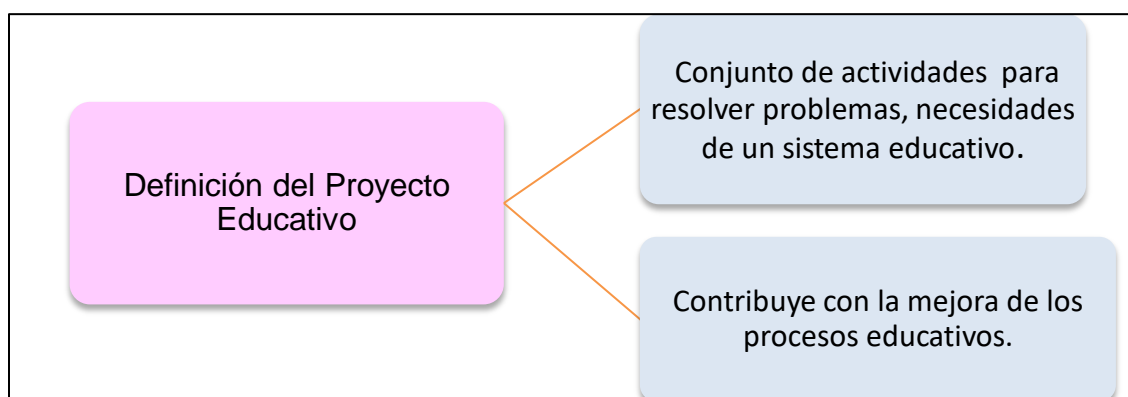 Definición del Proyecto
Educativo
Conjunto de actividades para
resolver problemas, necesidades
de un sistema educativo.
Contribuye con la mejora de los
procesos educativos.